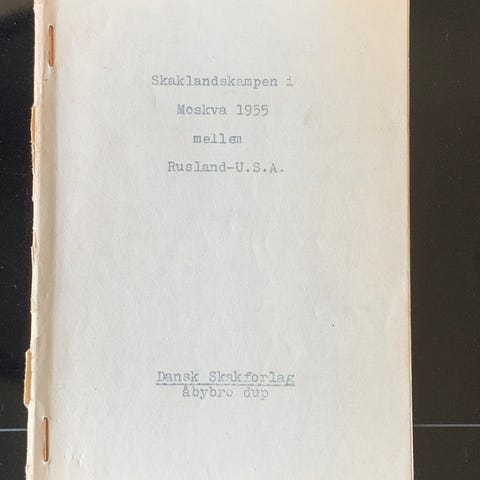 Skaklandskampen i
Moskva 1955
mellem
Rusland-U.S.A.
Dansk Skakforlag
åbybro dup